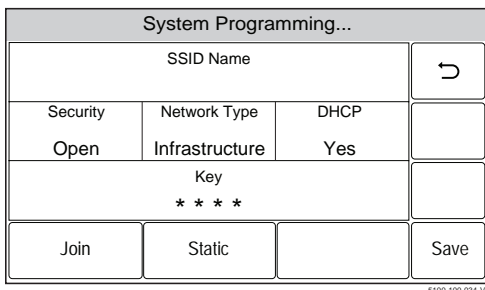 System Programming...
SSID Name
Security Network Type DHCP
Open Infrastructure Yes
Key
* * * *
Join Static Save